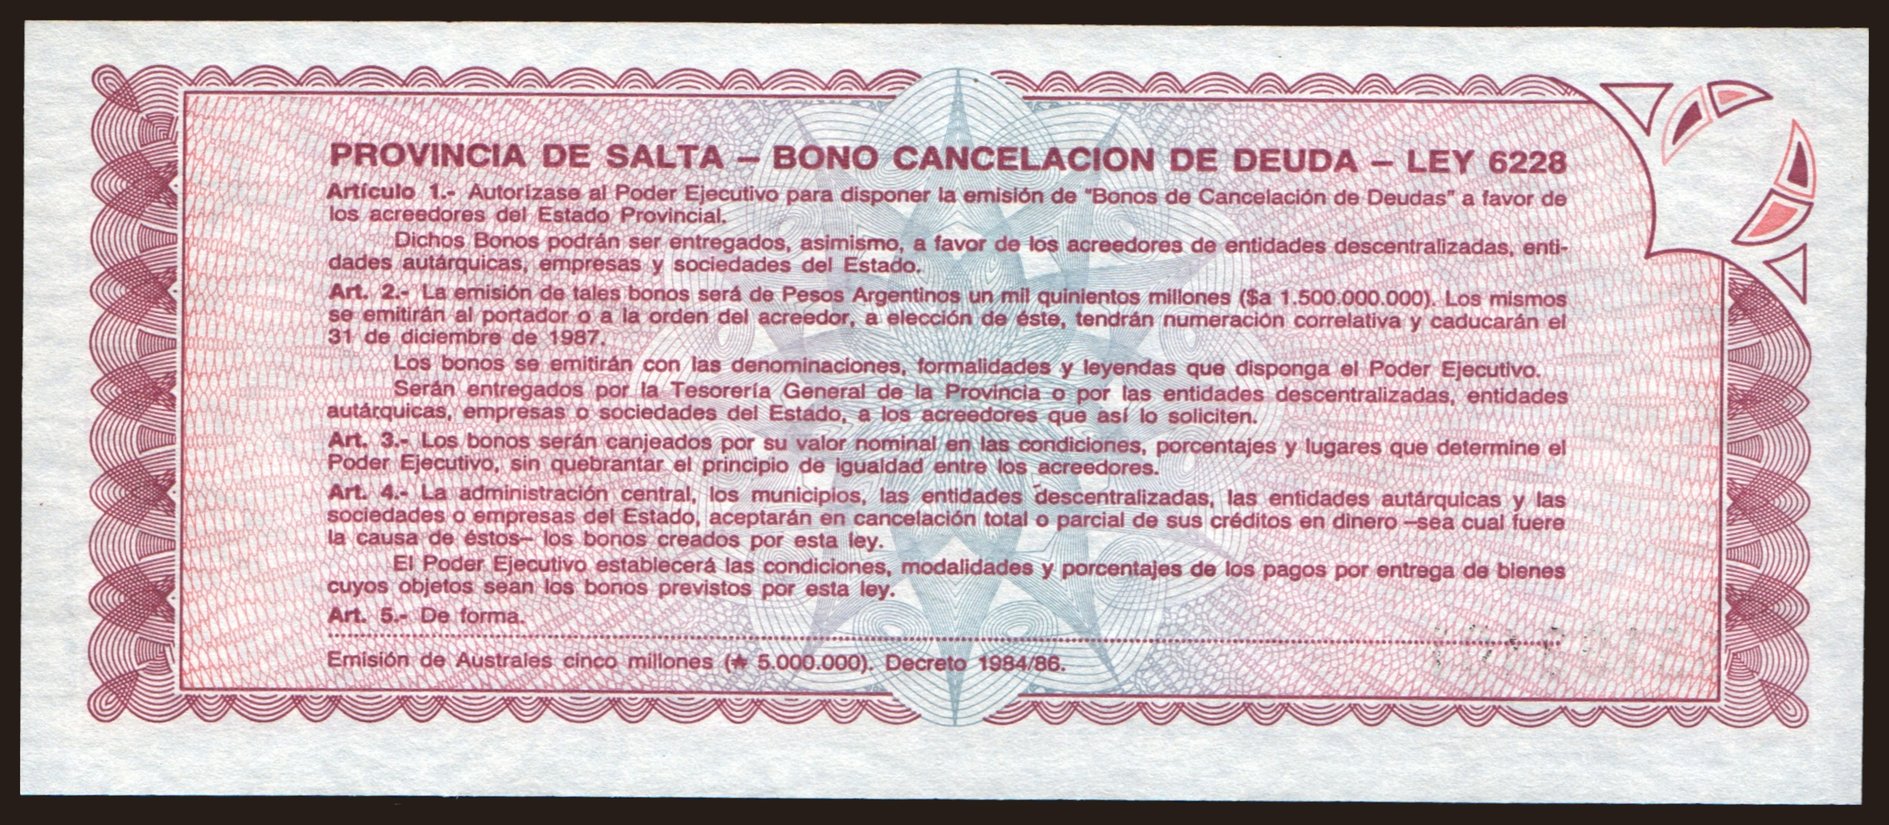 PROVINCIA DE SALTA – BONO CANCELACION DE DEUDA – LEY 6228
Artículo 1.- Autorízase al Poder Ejecutivo para disponer la emisión de "Bonos de Cancelación de Deudas" a favor de
los acreedores del Estado Provincial.
Dichos Bonos podrán ser entregados, asimismo, a favor de los acreedores de entidades descentralizadas, enti-
dades autárquicas, empresas y sociedades del Estado.
Art. 2.- La emisión de tales bonos será de Pesos Argentinos un mil quinientos millones ($a 1.500.000.000). Los mismos
se emitirán al portador o a la orden del acreedor, a elección de éste, tendrán numeración correlativa y caducarán el
31 de diciembre de 1987.
Los bonos se emitirán con las denominaciones, formalidades y leyendas que disponga el Poder Ejecutivo.
Serán entregados por la Tesorería General de la Provincia o por las entidades descentralizadas, entidades
autárquicas, empresas o sociedades del Estado, a los acreedores que así lo soliciten.
Art. 3.- Los bonos serán canjeados por su valor nominal en las condiciones, porcentajes y lugares que determine el
Poder Ejecutivo, sin quebrantar el principio de igualdad entre los acreedores.
Art. 4.- La administración central, los municipios, las entidades descentralizadas, las entidades autárquicas y las
sociedades o empresas del Estado, aceptarán en cancelación total o parcial de sus créditos en dinero –sea cual fuere
la causa de éstos– los bonos creados por esta ley.
El Poder Ejecutivo establecerá las condiciones, modalidades y porcentajes de los pagos por entrega de bienes
cuyos objetos sean los bonos previstos por esta ley.
Art. 5.- De forma.
Emisión de Australes cinco millones (₳ 5.000.000). Decreto 1984/86.